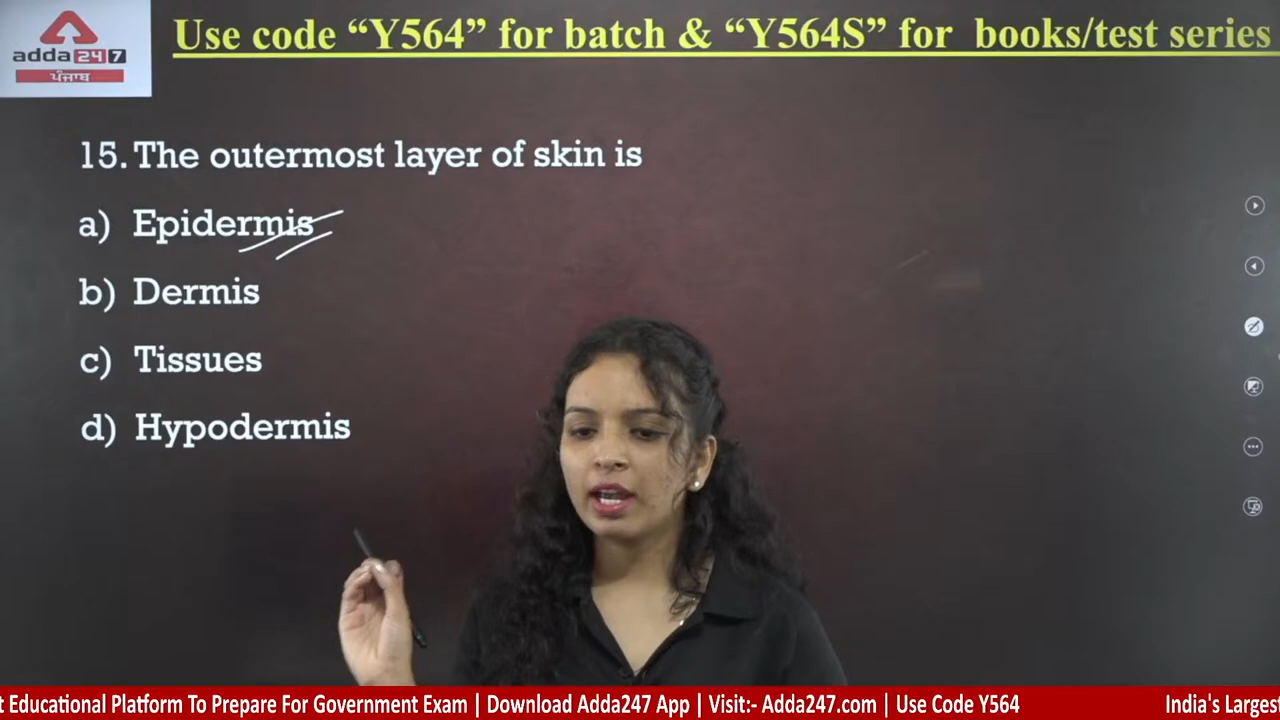 adda247
ਪੰਜਾਬ
Use code “Y564” for batch & “Y564S” for books/test series
15. The outermost layer of skin is
a) Epidermis
b) Dermis
c) Tissues
d) Hypodermis
t Educational Platform To Prepare For Government Exam | Download Adda247 App | Visit:- Adda247.com | Use Code Y564
India's Larges